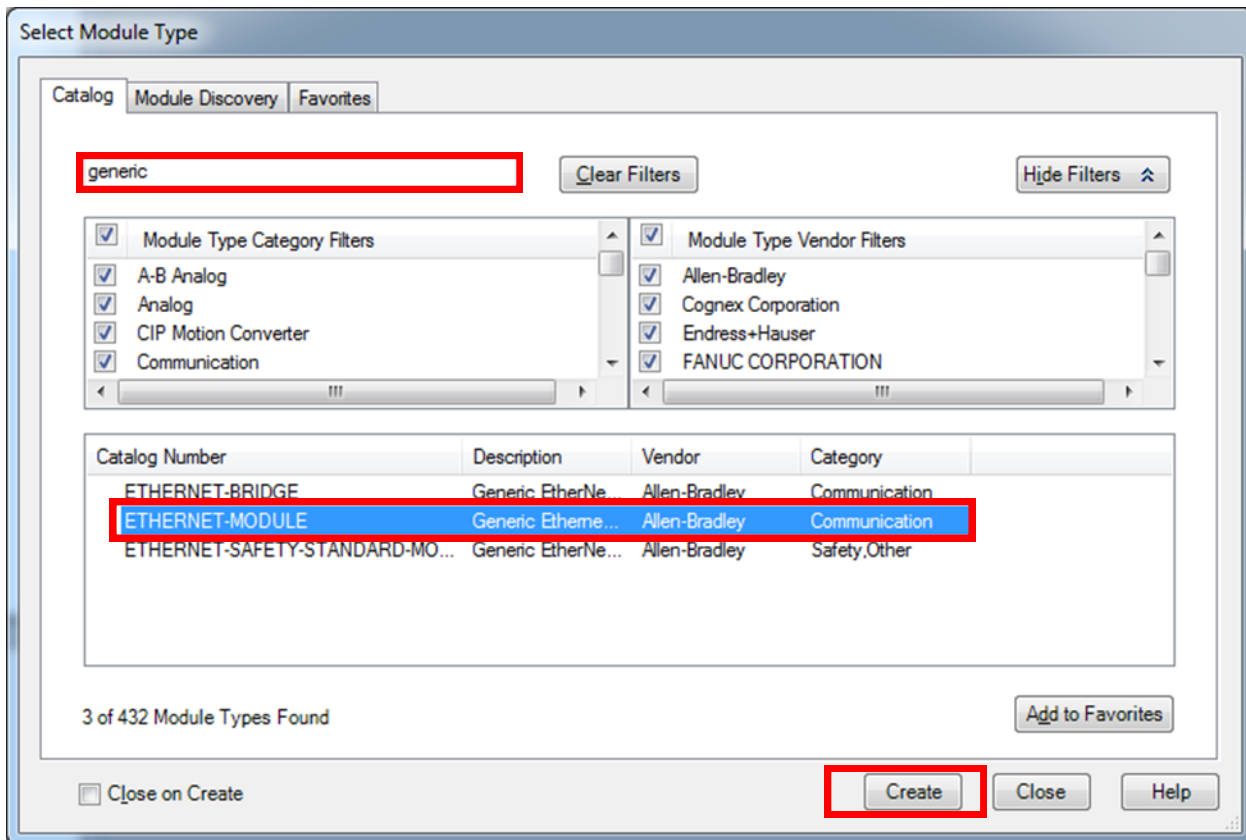 Select Module Type
Catalog Module Discovery Favorites
generic Clear Filters Hide Filters
Module Type Category Filters Module Type Vendor Filters
A-B Analog Allen-Bradley
Analog Cognex Corporation
CIP Motion Converter Endress+Hauser
Communication FANUC CORPORATION
Catalog Number Description Vendor Category
ETHERNET-BRIDGE Generic EtherNe... Allen-Bradley Communication
ETHERNET-MODULE Generic Etherne... Allen-Bradley Communication
ETHERNET-SAFETY-STANDARD-MO... Generic EtherNe... Allen-Bradley Safety,Other
3 of 432 Module Types Found Add to Favorites
Close on Create Create Close Help